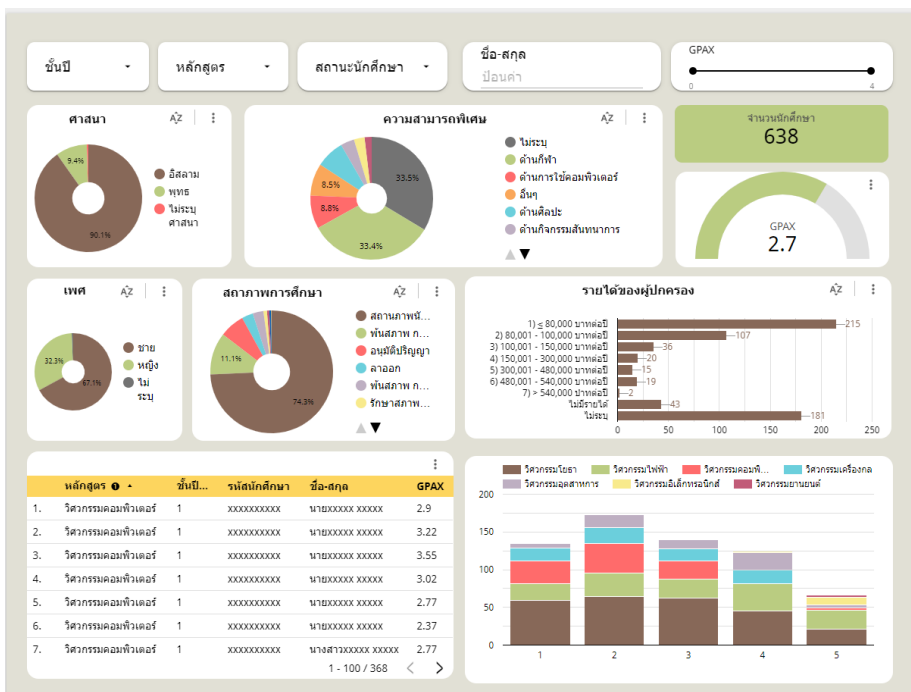 ชั้นปี
หลักสูตร
สถานะนักศึกษา
ชื่อ-สกุล
ป้อนค่า
GPAX
0
4
ศาสนา
9.4%
90.1%
อิสลาม
พุทธ
ไม่ระบุ
ศาสนา
ความสามารถพิเศษ
33.5%
33.4%
8.8%
8.5%
ไม่ระบุ
ด้านกีฬา
ด้านการใช้คอมพิวเตอร์
อื่นๆ
ด้านศิลปะ
ด้านกิจกรรมสันทนาการ
จำนวนนักศึกษา
638
GPAX
2.7
เพศ
32.3%
67.1%
ชาย
หญิง
ไม่
ระบุ
สถาภาพการศึกษา
11.1%
74.3%
สถานภาพนั...
พ้นสภาพ ก...
อนุมัติปริญญา
ลาออก
พ้นสภาพ ก...
รักษาสภาพ...
รายได้ของผู้ปกครอง
1) ≤ 80,000 บาทต่อปี 215
2) 80,001 - 100,000 บาทต่อปี 107
3) 100,001 - 150,000 บาทต่อปี 36
4) 150,001 - 300,000 บาทต่อปี 20
5) 300,001 - 480,000 บาทต่อปี 15
6) 480,001 - 540,000 บาทต่อปี 19
7) > 540,000 บาทต่อปี 2
ไม่มีรายได้ 43
ไม่ระบุ 181
0 50 100 150 200 250
หลักสูตร ชั้นปี... รหัสนักศึกษา ชื่อ-สกุล GPAX
1. วิศวกรรมคอมพิวเตอร์ 1 xxxxxxxxxx นายxxxxx xxxxx 2.9
2. วิศวกรรมคอมพิวเตอร์ 1 xxxxxxxxxx นายxxxxx xxxxx 3.22
3. วิศวกรรมคอมพิวเตอร์ 1 xxxxxxxxxx นายxxxxx xxxxx 3.55
4. วิศวกรรมคอมพิวเตอร์ 1 xxxxxxxxxx นายxxxxx xxxxx 3.02
5. วิศวกรรมคอมพิวเตอร์ 1 xxxxxxxxxx นายxxxxx xxxxx 2.77
6. วิศวกรรมคอมพิวเตอร์ 1 xxxxxxxxxx นายxxxxx xxxxx 2.37
7. วิศวกรรมคอมพิวเตอร์ 1 xxxxxxxxxx นางสาวxxxxx xxxxx 2.77
1 - 100 / 368
วิศวกรรมโยธา วิศวกรรมไฟฟ้า วิศวกรรมคอมพิ... วิศวกรรมเครื่องกล
วิศวกรรมอุตสาหการ วิศวกรรมอิเล็กทรอนิกส์ วิศวกรรมยานยนต์
200
150
100
50
0
1 2 3 4 5